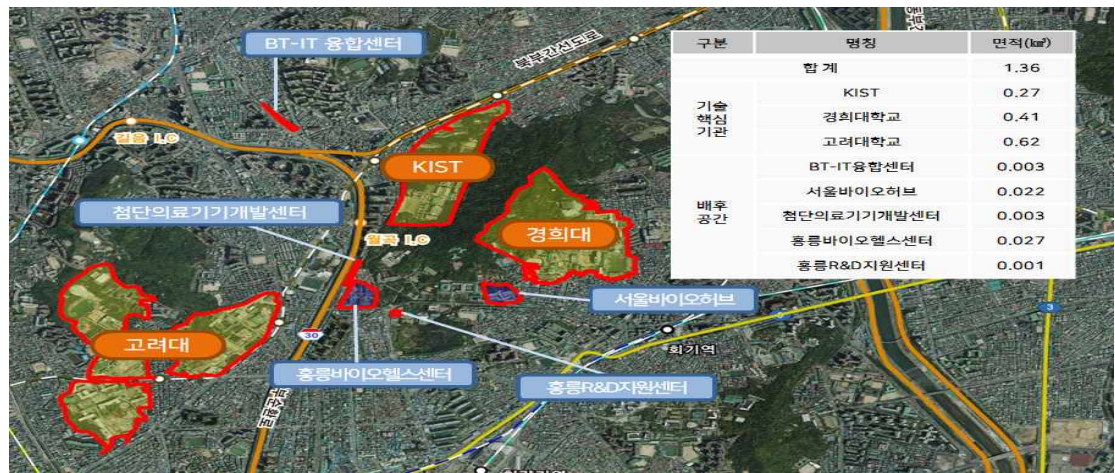 BT-IT 융합센터
북부간선도로
길음 I.C
KIST
첨단의료기기개발센터
월곡 I.C
경희대
서울바이오허브
고려대
30
홍릉바이오헬스센터
홍릉R&D지원센터
회기역
3
구분 명칭 면적(㎢)
합 계 1.36
기술
핵심
기관
KIST 0.27
경희대학교 0.41
고려대학교 0.62
배후
공간
BT-IT융합센터 0.003
서울바이오허브 0.022
첨단의료기기개발센터 0.003
홍릉바이오헬스센터 0.027
홍릉R&D지원센터 0.001